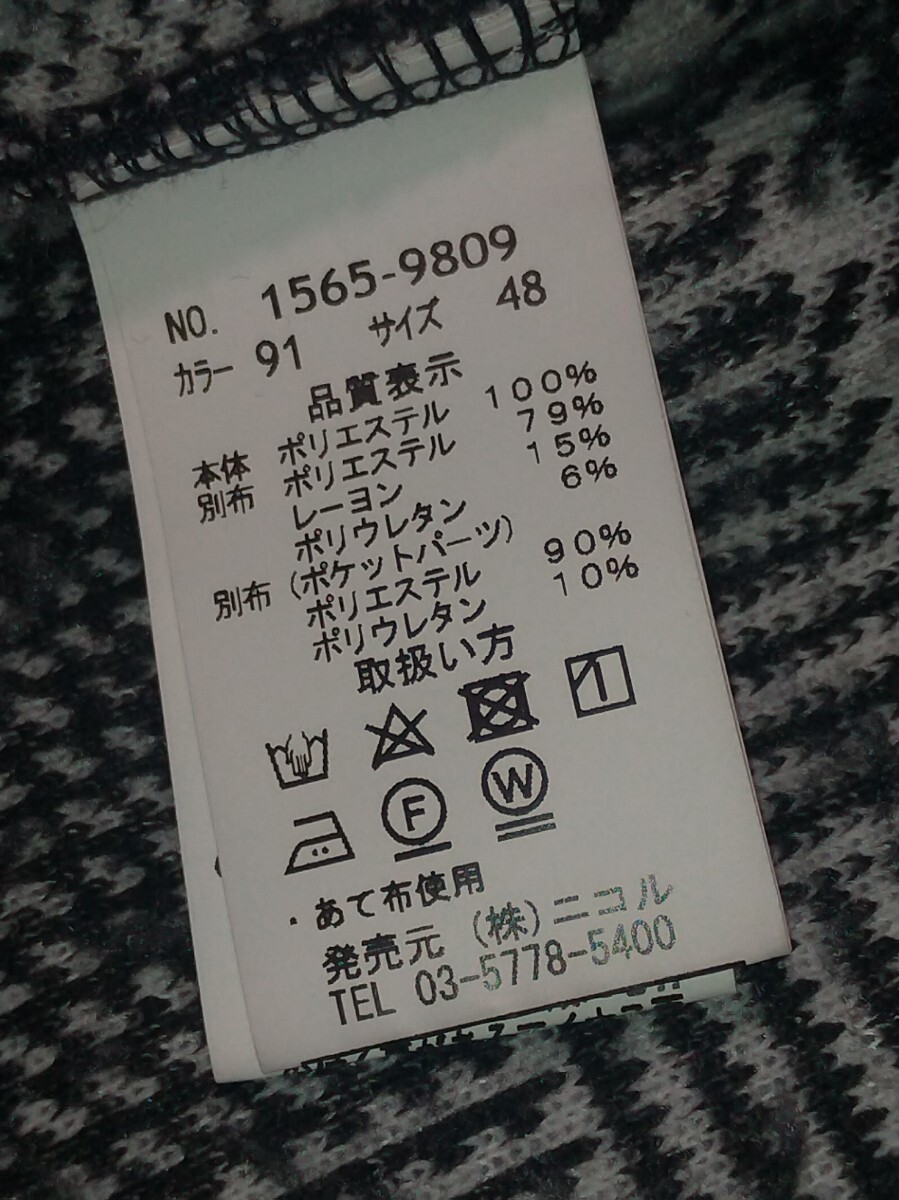 NO. 1565-9809
カラー 91 サイズ 48
品質表示
本体 ポリエステル 100%
別布 ポリエステル 79%
レーヨン 15%
ポリウレタン 6%
別布 (ポケットパーツ)
ポリエステル 90%
ポリウレタン 10%
取扱い方
F W
・あて布使用
発売元 (株)ニコル
TEL 03-5778-5400